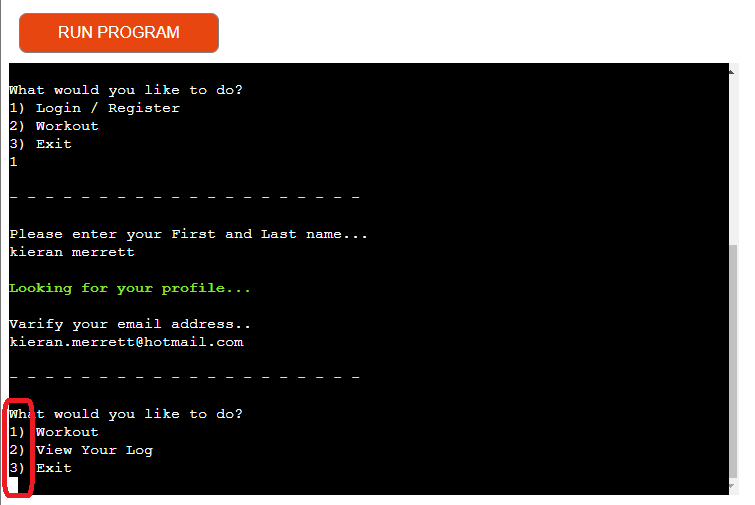 RUN PROGRAM
What would you like to do?
1) Login / Register
2) Workout
3) Exit
1
- - - - - - - - - - - - - - - - - - - -
Please enter your First and Last name...
kieran merrett
Looking for your profile...
Varify your email address..
kieran.merrett@hotmail.com
- - - - - - - - - - - - - - - - - - - -
What would you like to do?
1) Workout
2) View Your Log
3) Exit